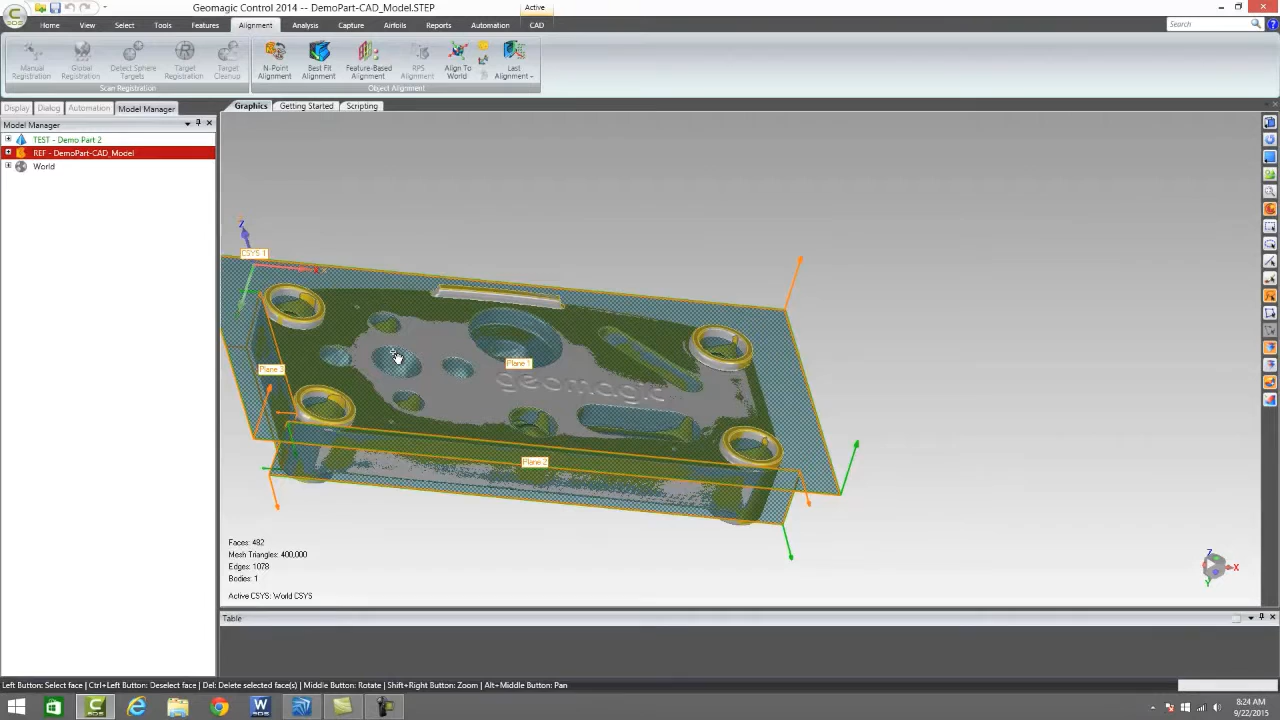 Geomagic Control 2014 -- DemoPart-CAD_Model.STEP
Active
Home View Select Tools Features Alignment Analysis Capture Airfoils Reports Automation CAD
Search
Manual Registration
Global Registration
Detect Sphere Targets
Target Registration
Target Cleanup
N-Point Alignment
Best Fit Alignment
Feature-Based Alignment
RPS Alignment
Align To World
Last Alignment
Scan Registration
Object Alignment
Display Dialog Automation Model Manager
Graphics Getting Started Scripting
Model Manager
TEST - Demo Part 2
REF - DemoPart-CAD_Model
World
Z
CSYS 1
X
Plane 1
Plane 3
geomagic
Plane 2
Faces: 482
Mesh Triangles: 400,000
Edges: 1078
Bodies: 1
Active CSYS: World CSYS
Z
X
Y
Table
Left Button: Select face | Ctrl+Left Button: Deselect face | Del: Delete selected face(s) | Middle Button: Rotate | Shift+Right Button: Zoom | Alt+Middle Button: Pan
8:24 AM
9/22/2015